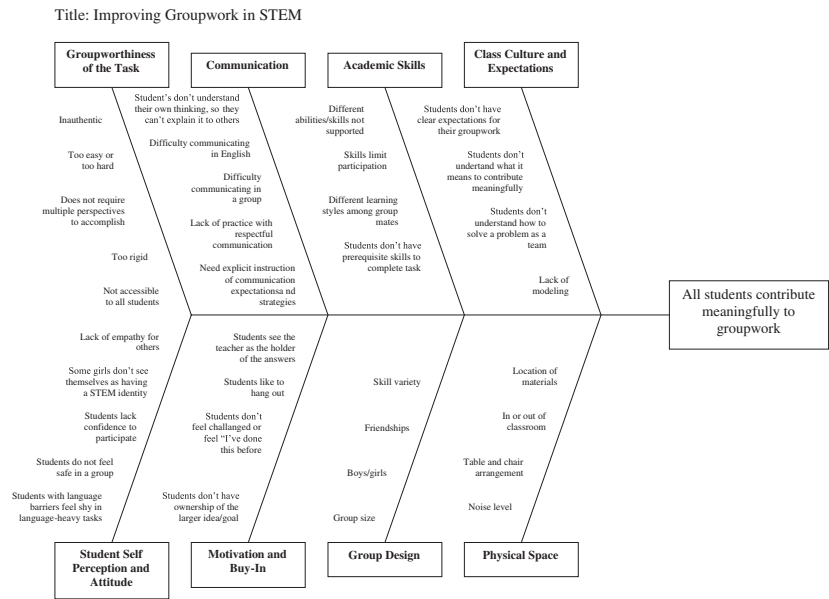 Title: Improving Groupwork in STEM
Groupworthiness
of the Task
Communication
Academic Skills
Class Culture and
Expectations
Inauthentic
Too easy or
too hard
Does not require
multiple perspectives
to accomplish
Too rigid
Not accessible
to all students
Student's don't understand
their own thinking, so they
can't explain it to others
Difficulty communicating
in English
Difficulty
communicating in
a group
Lack of practice with
respectful
communication
Need explicit instruction
of communication
expectationsa nd
strategies
Different
abilities/skills not
supported
Skills limit
participation
Different learning
styles among group
mates
Students don't have
prerequisite skills to
complete task
Students don't have
clear expectations for
their groupwork
Students don't
undertand what it
means to contribute
meaningfully
Students don't
understand how to
solve a problem as a
team
Lack of
modeling
All students contribute
meaningfully to
groupwork
Lack of empathy for
others
Some girls don't see
themselves as having
a STEM identity
Students lack
confidence to
participate
Students do not feel
safe in a group
Students with language
barriers feel shy in
language-heavy tasks
Students see the
teacher as the holder
of the answers
Students like to
hang out
Students don't
feel challanged or
feel "I've done
this before
Students don't have
ownership of the
larger idea/goal
Skill variety
Friendships
Boys/girls
Group size
Location of
materials
In or out of
classroom
Table and chair
arrangement
Noise level
Student Self
Perception and
Attitude
Motivation and
Buy-In
Group Design
Physical Space